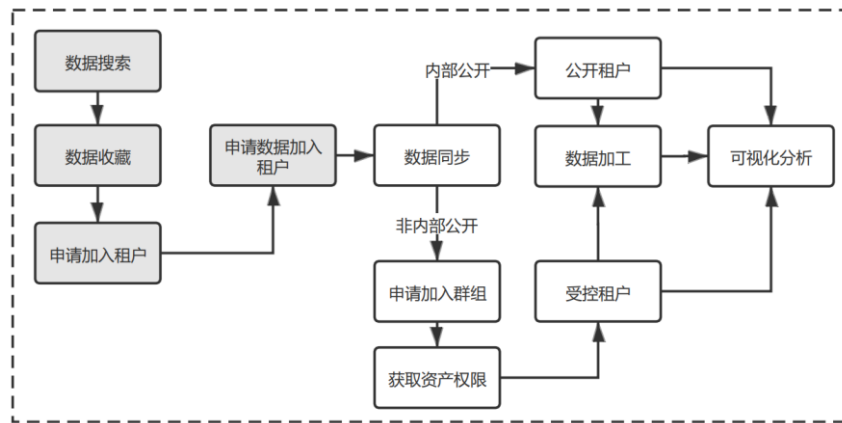 数据搜索
数据收藏
申请加入租户
申请数据加入
租户
数据同步
内部公开
公开租户
数据加工
可视化分析
非内部公开
申请加入群组
获取资产权限
受控租户